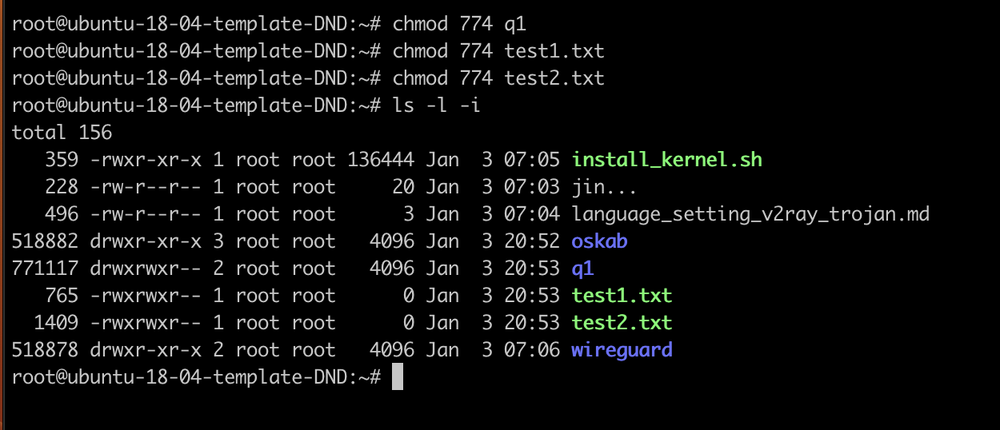 root@ubuntu-18-04-template-DND:~# chmod 774 q1
root@ubuntu-18-04-template-DND:~# chmod 774 test1.txt
root@ubuntu-18-04-template-DND:~# chmod 774 test2.txt
root@ubuntu-18-04-template-DND:~# ls -l -i
total 156
   359 -rwxr-xr-x 1 root root 136444 Jan  3 07:05 install_kernel.sh
   228 -rw-r--r-- 1 root root     20 Jan  3 07:03 jin...
   496 -rw-r--r-- 1 root root      3 Jan  3 07:04 language_setting_v2ray_trojan.md
518882 drwxr-xr-x 3 root root   4096 Jan  3 20:52 oskab
771117 drwxrwxr-- 2 root root   4096 Jan  3 20:53 q1
   765 -rwxrwxr-- 1 root root      0 Jan  3 20:53 test1.txt
  1409 -rwxrwxr-- 1 root root      0 Jan  3 20:53 test2.txt
518878 drwxr-xr-x 2 root root   4096 Jan  3 07:06 wireguard
root@ubuntu-18-04-template-DND:~#